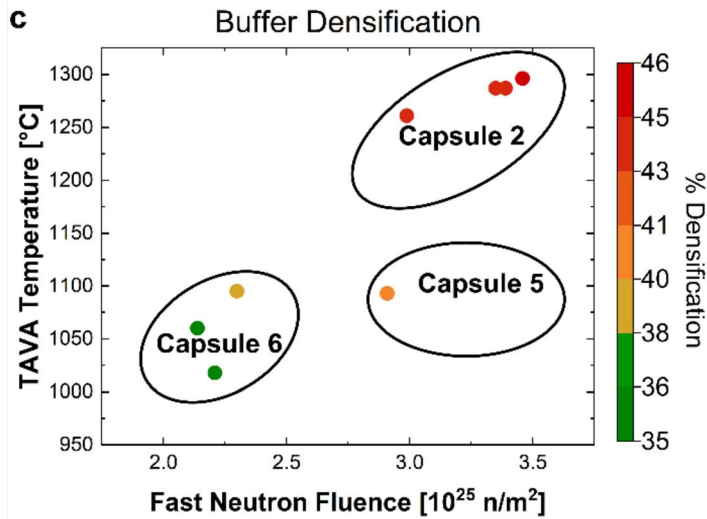 c
Buffer Densification
TAVA Temperature [°C]
1300
1250
1200
1150
1100
1050
1000
950
Capsule 2
Capsule 5
Capsule 6
2.0 2.5 3.0 3.5
Fast Neutron Fluence [10²⁵ n/m²]
46
45
43
41
40
38
36
35
% Densification